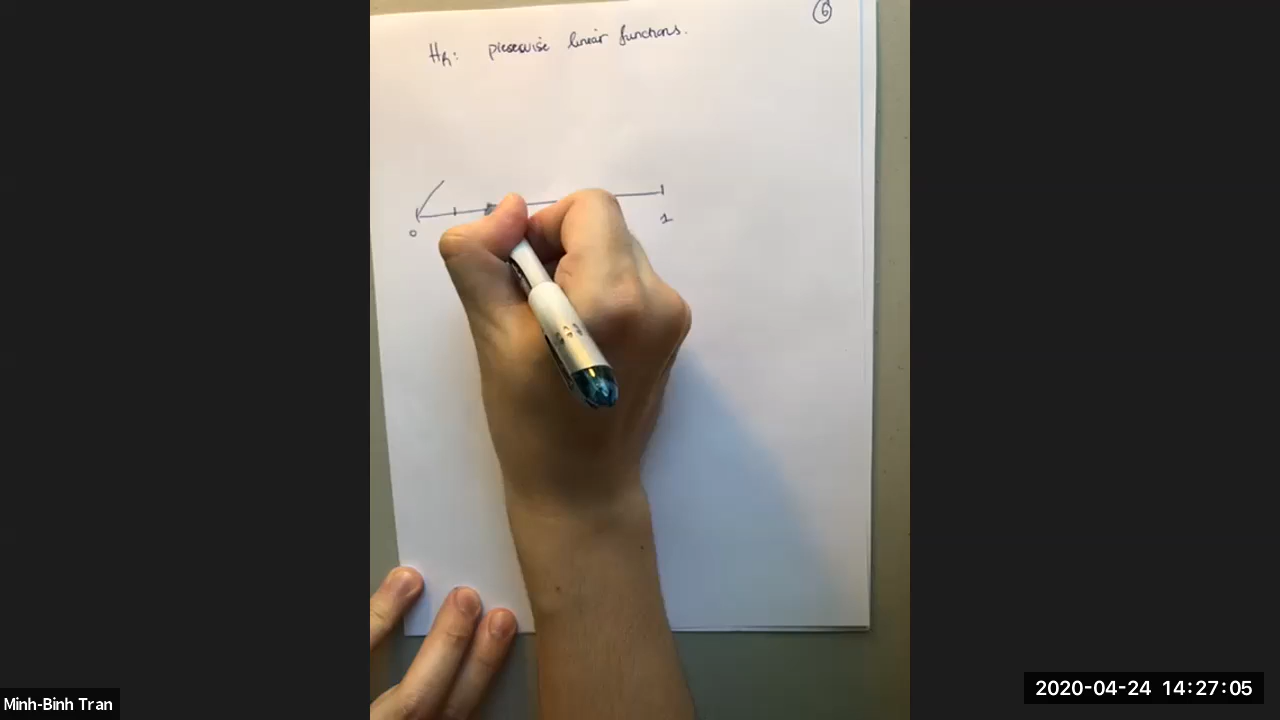 6
H_h: piecewise linear functions.
0 1
Minh-Binh Tran
2020-04-24 14:27:05